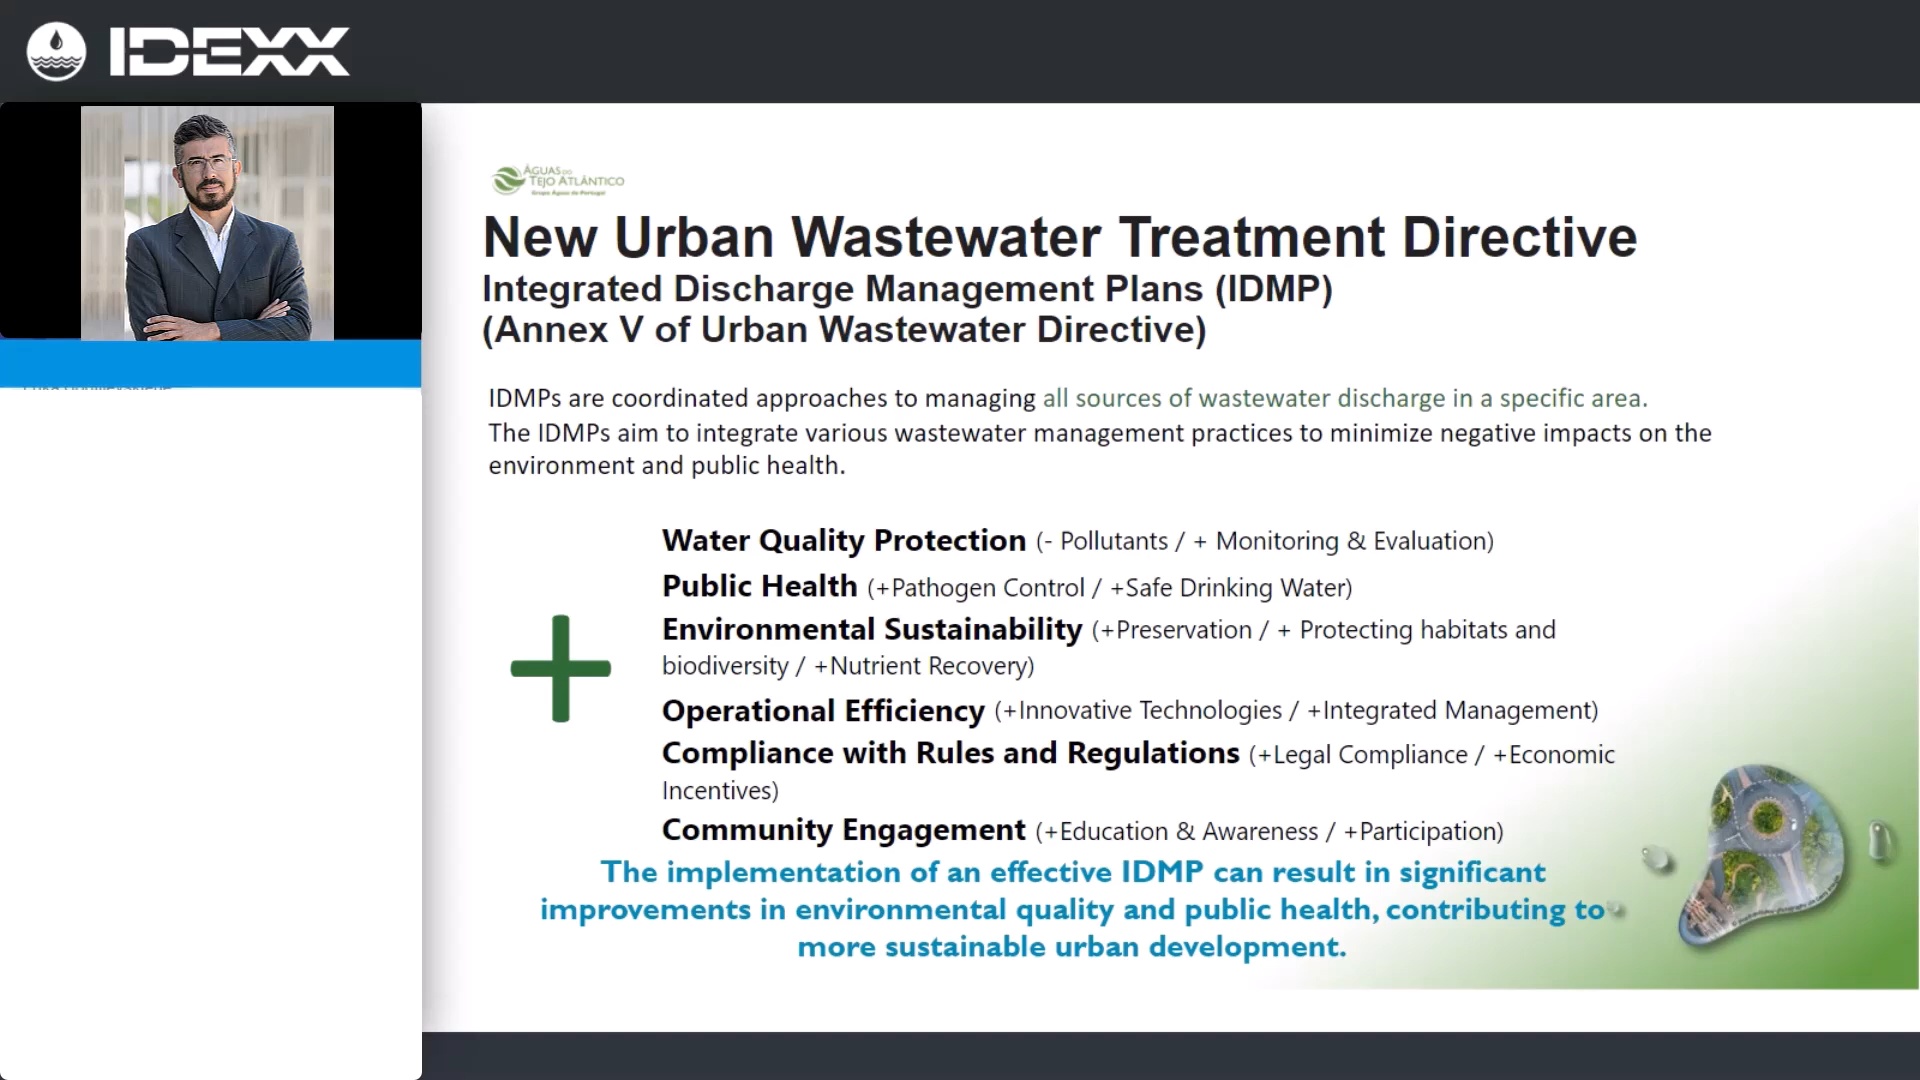 IDEXX
ÁGUAS DO
TEJO ATLÂNTICO
Grupo Águas de Portugal
New Urban Wastewater Treatment Directive
Integrated Discharge Management Plans (IDMP)
(Annex V of Urban Wastewater Directive)
IDMPs are coordinated approaches to managing all sources of wastewater discharge in a specific area.
The IDMPs aim to integrate various wastewater management practices to minimize negative impacts on the
environment and public health.
Water Quality Protection (- Pollutants / + Monitoring & Evaluation)
Public Health (+Pathogen Control / +Safe Drinking Water)
Environmental Sustainability (+Preservation / + Protecting habitats and
biodiversity / +Nutrient Recovery)
Operational Efficiency (+Innovative Technologies / +Integrated Management)
Compliance with Rules and Regulations (+Legal Compliance / +Economic
Incentives)
Community Engagement (+Education & Awareness / +Participation)
The implementation of an effective IDMP can result in significant
improvements in environmental quality and public health, contributing to
more sustainable urban development.